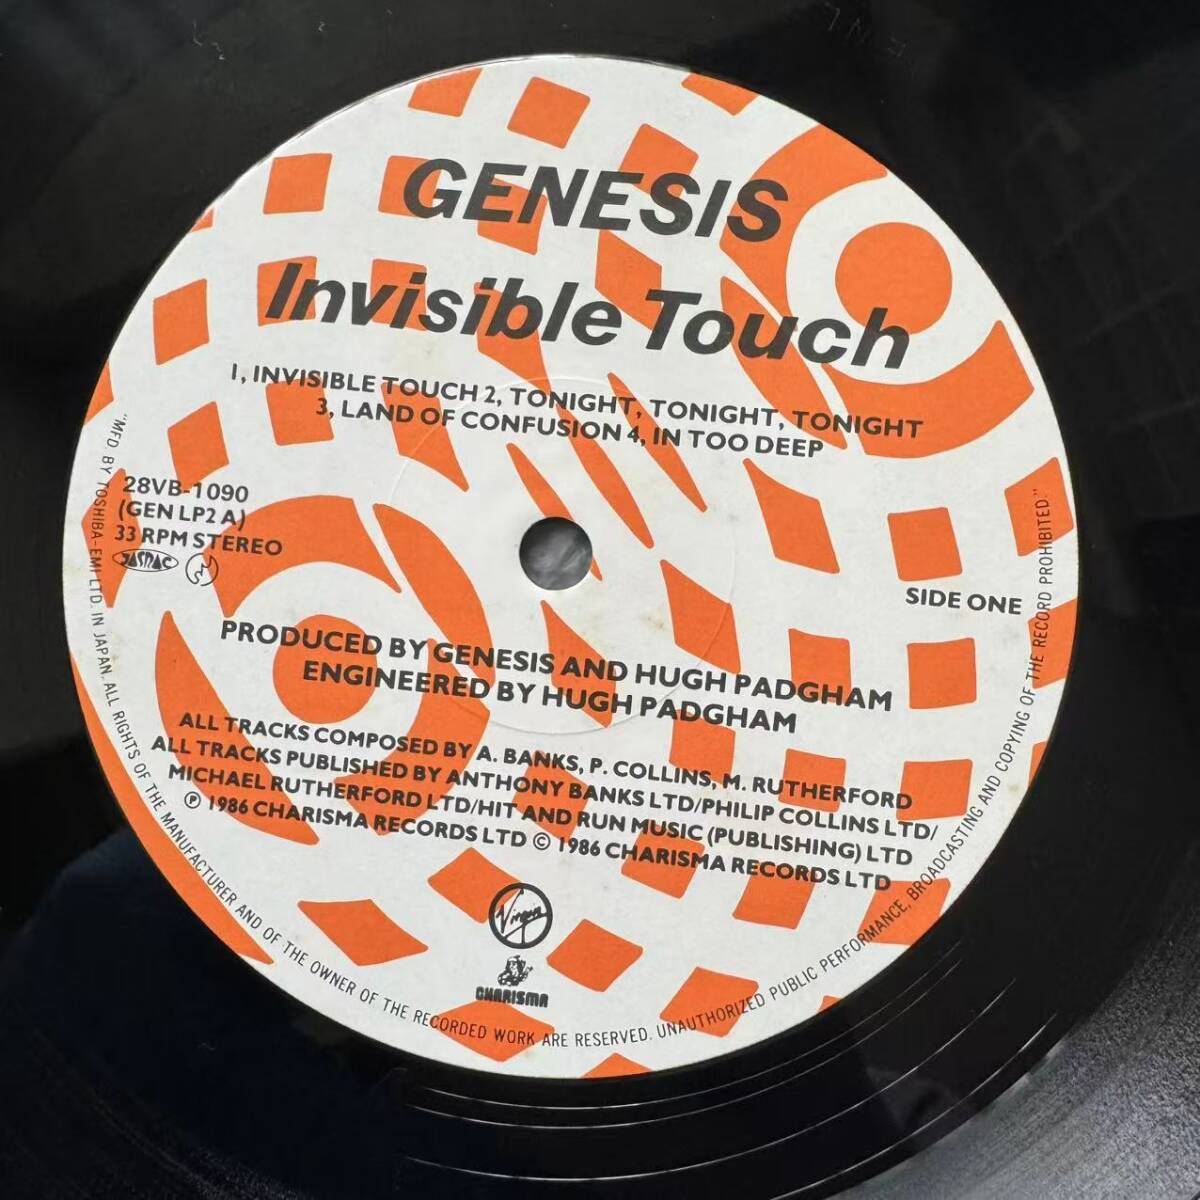 GENESIS
Invisible Touch
1, INVISIBLE TOUCH 2, TONIGHT, TONIGHT, TONIGHT
3, LAND OF CONFUSION 4, IN TOO DEEP
28VB-1090
(GEN LP2 A)
33 RPM STEREO
JASRAC
SIDE ONE
PRODUCED BY GENESIS AND HUGH PADGHAM
ENGINEERED BY HUGH PADGHAM
ALL TRACKS COMPOSED BY A. BANKS, P. COLLINS, M. RUTHERFORD
ALL TRACKS PUBLISHED BY ANTHONY BANKS LTD/PHILIP COLLINS LTD/
MICHAEL RUTHERFORD LTD/HIT AND RUN MUSIC (PUBLISHING) LTD
℗ 1986 CHARISMA RECORDS LTD © 1986 CHARISMA RECORDS LTD
Virgin
CHARISMA
"MFD BY TOSHIBA-EMI LTD. IN JAPAN. ALL RIGHTS OF THE MANUFACTURER AND OF THE OWNER OF THE RECORDED WORK ARE RESERVED. UNAUTHORIZED PUBLIC PERFORMANCE, BROADCASTING AND COPYING OF THE RECORD PROHIBITED."